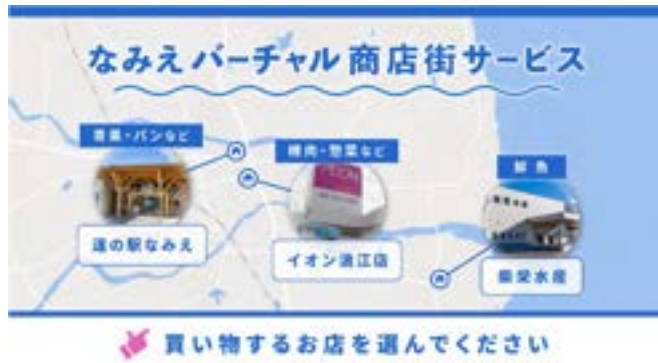 なみえバーチャル商店街サービス
青果・パンなど
精肉・惣菜など
鮮魚
AEON
道の駅なみえ
イオン浪江店
柴栄水産
買い物するお店を選んでください